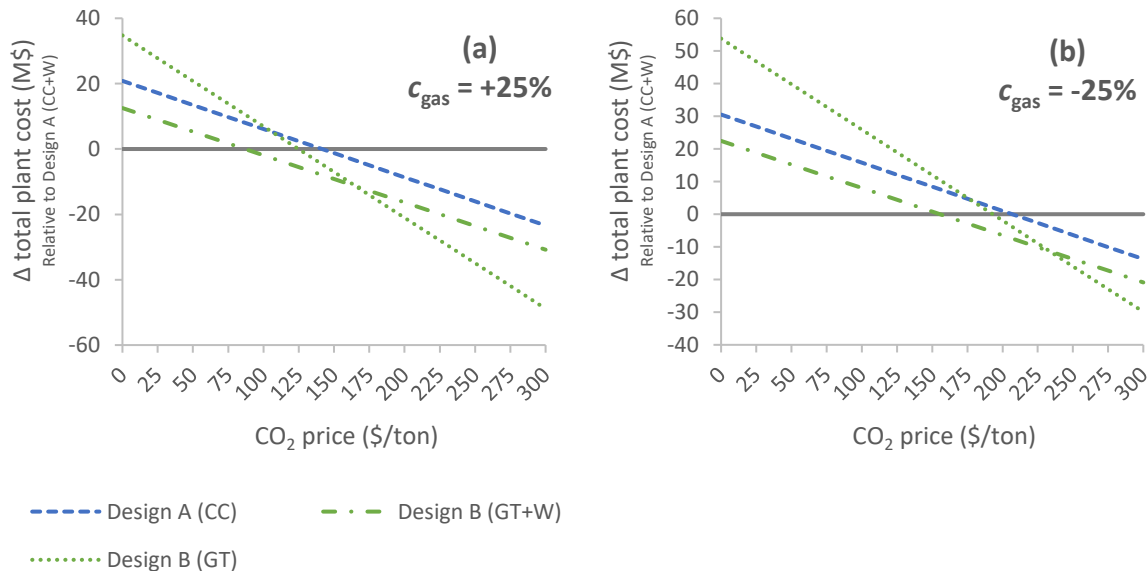 (a)
c_gas = +25%
Δ total plant cost (M$)
Relative to Design A (CC+W)
40
20
0
-20
-40
-60
0 25 50 75 100 125 150 175 200 225 250 275 300
CO₂ price ($/ton)
(b)
c_gas = -25%
Δ total plant cost (M$)
Relative to Design A (CC+W)
60
50
40
30
20
10
0
-10
-20
-30
-40
0 25 50 75 100 125 150 175 200 225 250 275 300
CO₂ price ($/ton)
Design A (CC)
Design B (GT+W)
Design B (GT)